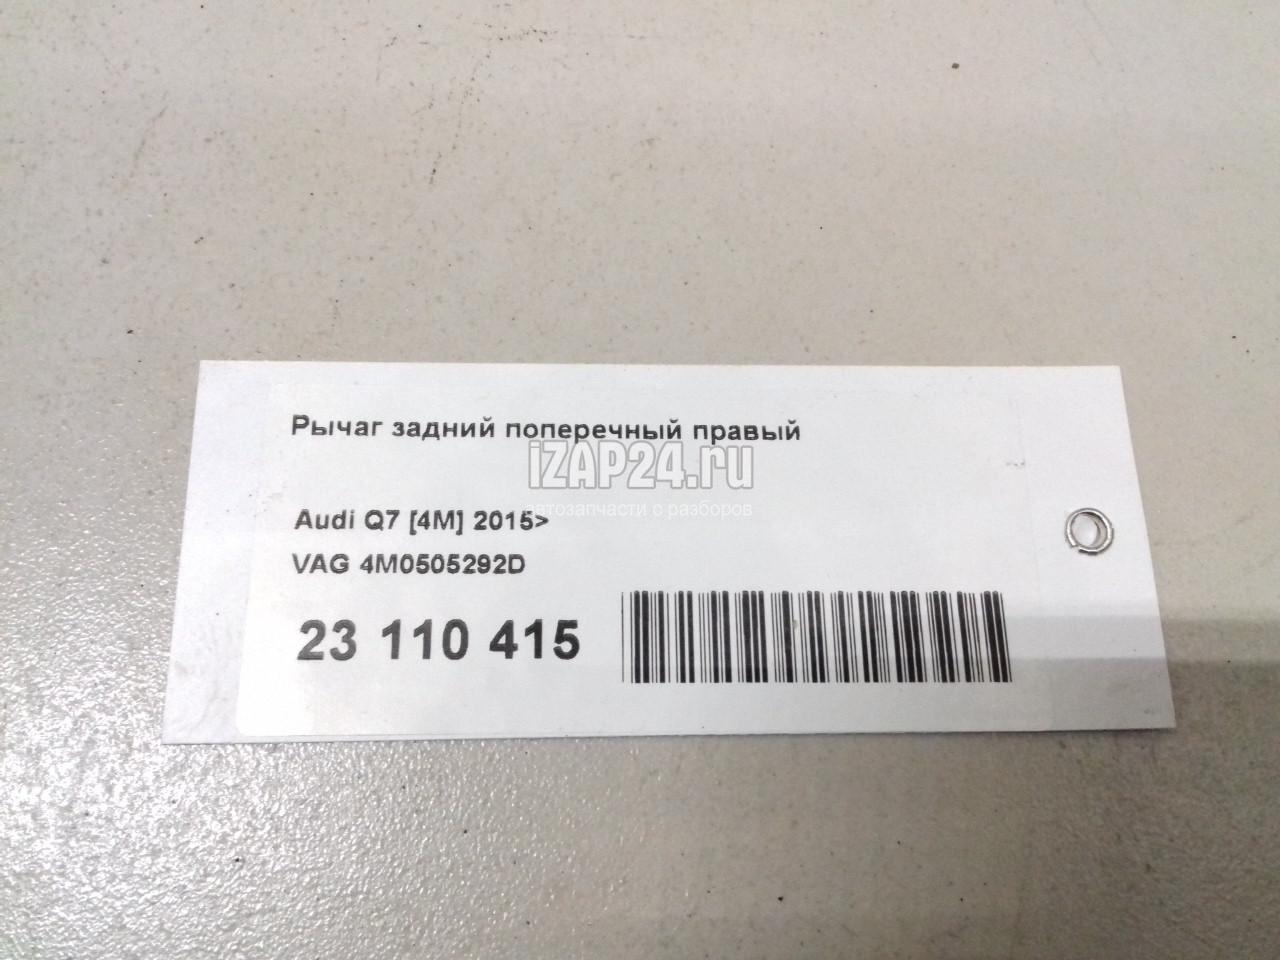 Рычаг задний поперечный правый
iZAP24.ru
автозапчасти с разборов
Audi Q7 [4M] 2015>
VAG 4M0505292D
23 110 415